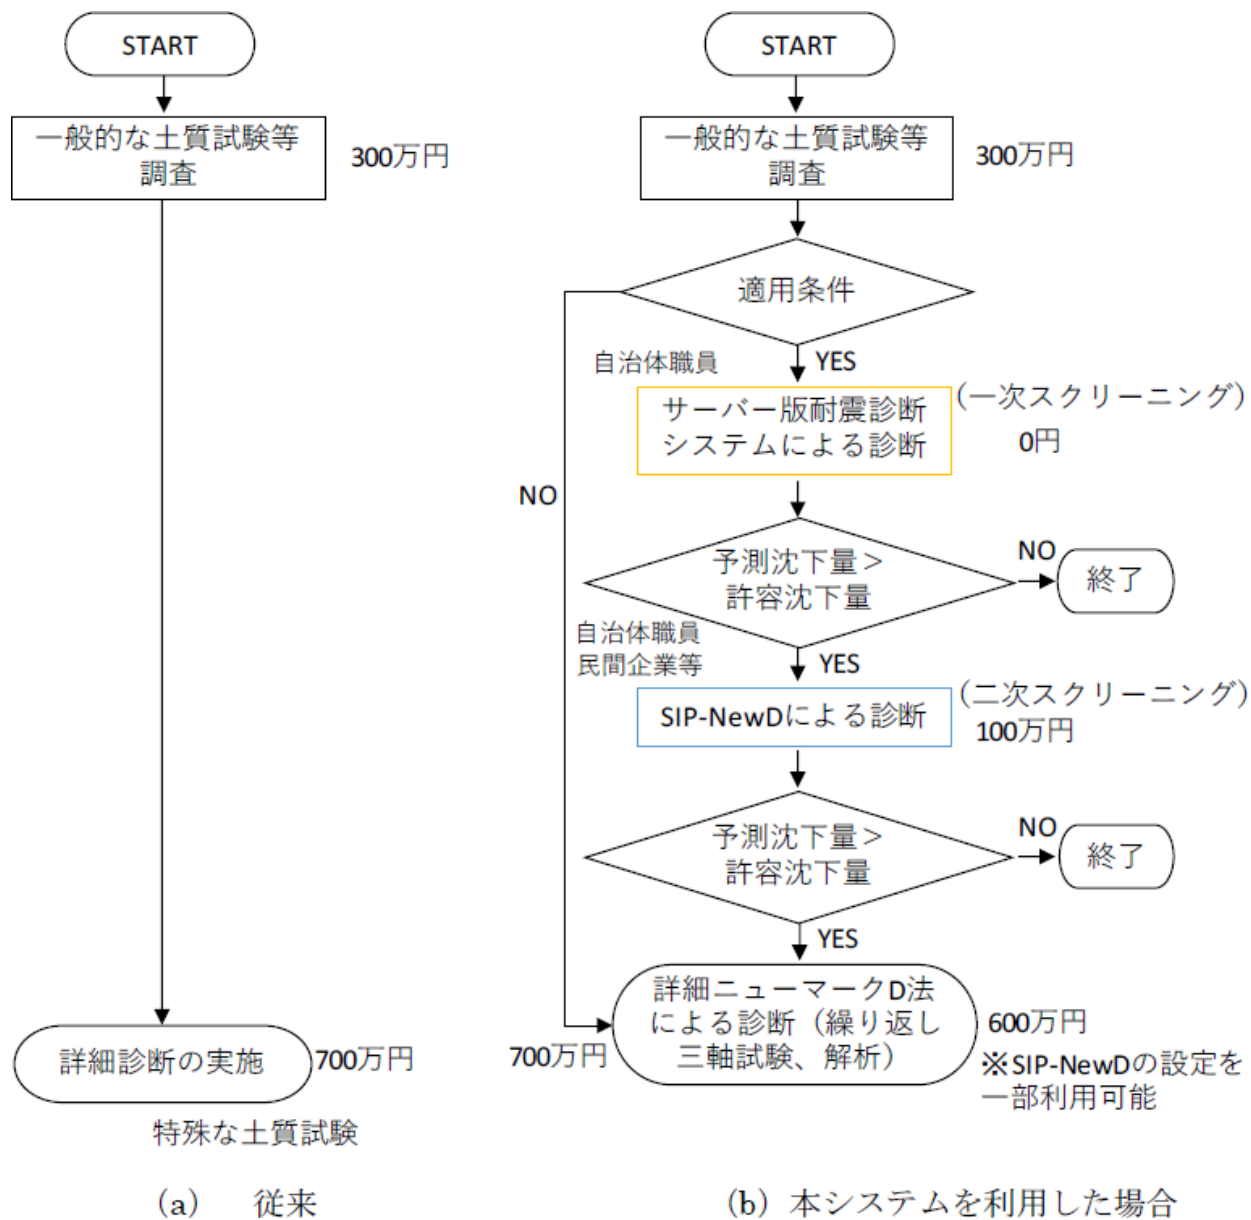 START
一般的な土質試験等
調査
300万円
詳細診断の実施
700万円
特殊な土質試験
(a) 従来
START
一般的な土質試験等
調査
300万円
適用条件
自治体職員
YES
サーバー版耐震診断
システムによる診断
(一次スクリーニング)
0円
NO
予測沈下量＞
許容沈下量
NO
終了
自治体職員
民間企業等
YES
SIP-NewDによる診断
(二次スクリーニング)
100万円
予測沈下量＞
許容沈下量
NO
終了
YES
詳細ニューマークD法
による診断（繰り返し
三軸試験、解析）
700万円
600万円
※SIP-NewDの設定を
一部利用可能
(b) 本システムを利用した場合